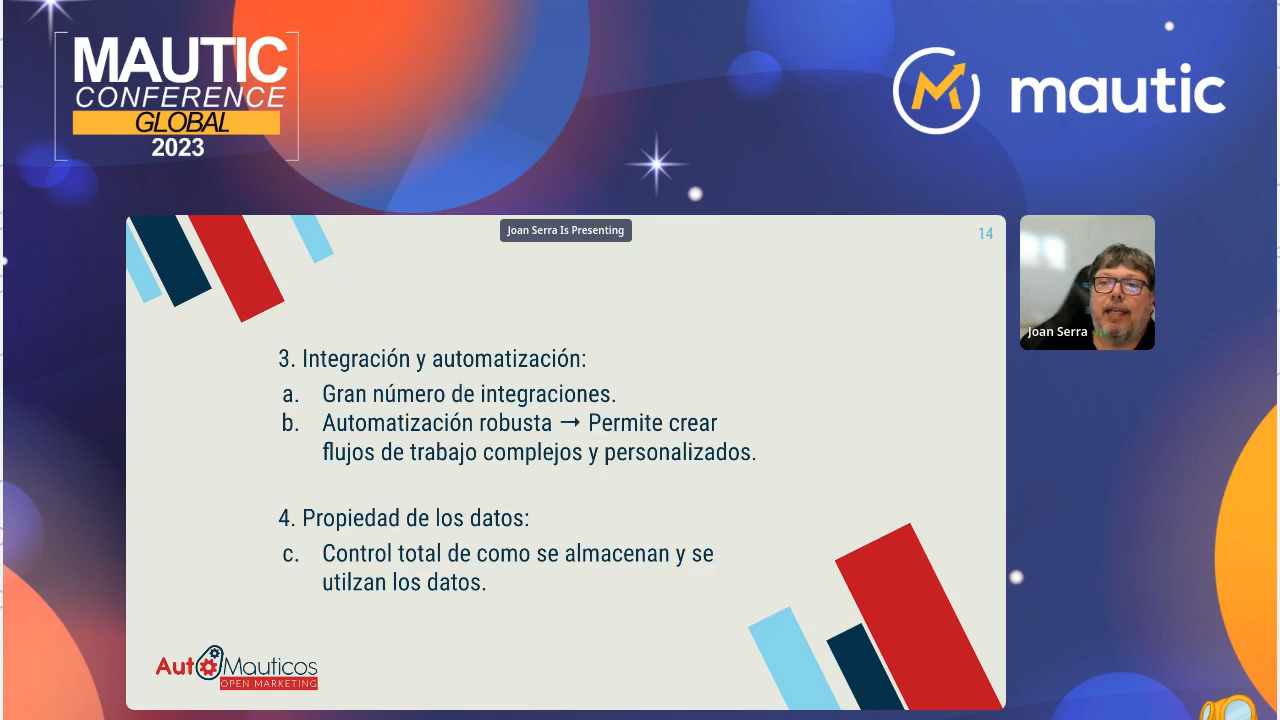 MAUTIC
CONFERENCE
GLOBAL
2023
mautic
Joan Serra Is Presenting
14
Joan Serra
3. Integración y automatización:
a. Gran número de integraciones.
b. Automatización robusta → Permite crear
flujos de trabajo complejos y personalizados.
4. Propiedad de los datos:
c. Control total de como se almacenan y se
utilzan los datos.
AutoMauticos
OPEN MARKETING